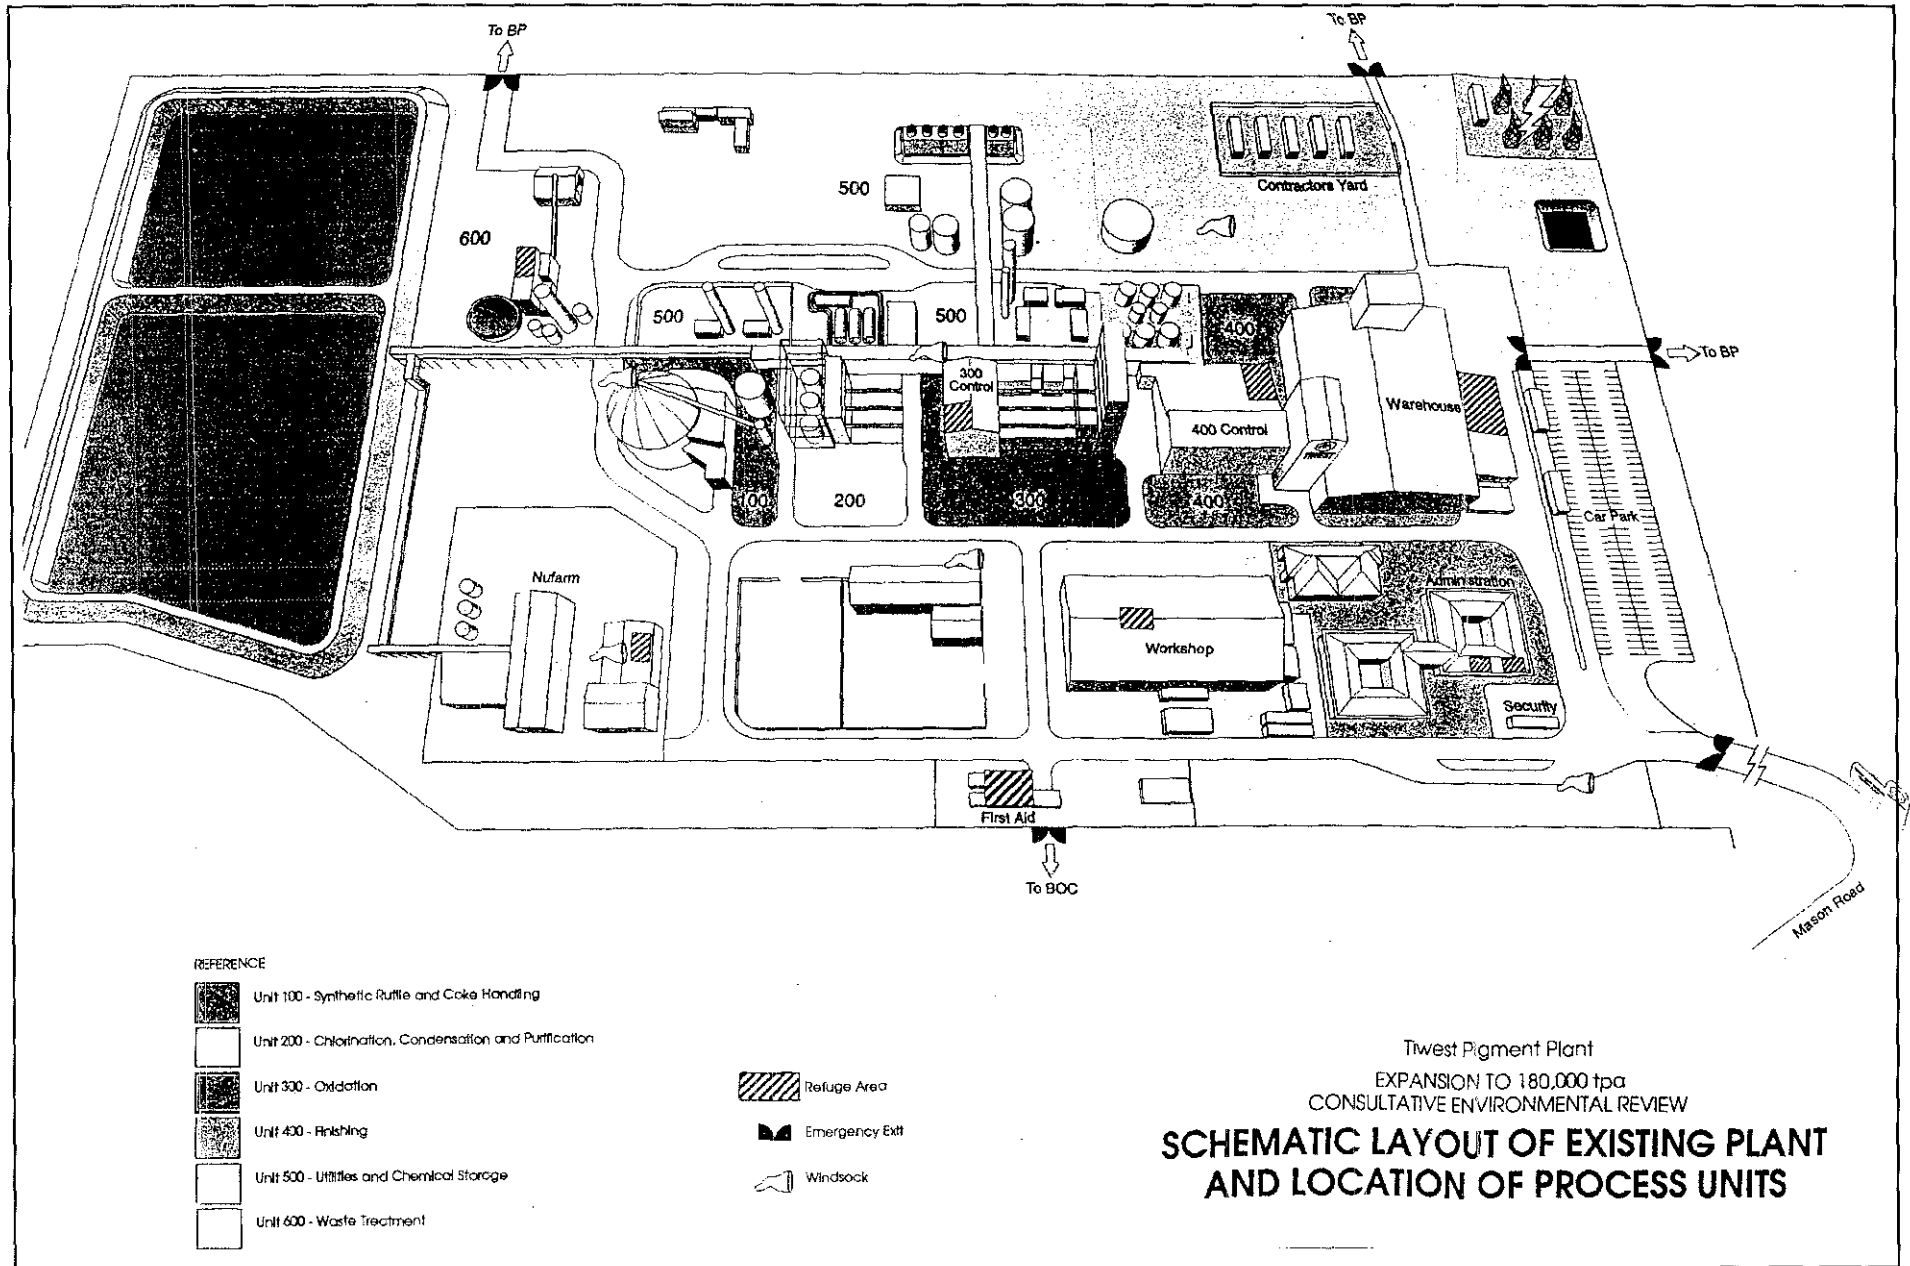 To BP
To BP
Contractors Yard
500
600
500
500
400
To BP
300
Control
Warehouse
400 Control
100
200
300
400
Car Park
Nufarm
Administration
Workshop
Security
First Aid
To BOC
Mason Road
REFERENCE
Unit 100 - Synthetic Rutile and Coke Handling
Unit 200 - Chlorination, Condensation and Purification
Unit 300 - Oxidation
Unit 400 - Finishing
Unit 500 - Utilities and Chemical Storage
Unit 600 - Waste Treatment
Refuge Area
Emergency Exit
Windsock
Tiwest Pigment Plant
EXPANSION TO 180,000 tpa
CONSULTATIVE ENVIRONMENTAL REVIEW
SCHEMATIC LAYOUT OF EXISTING PLANT
AND LOCATION OF PROCESS UNITS